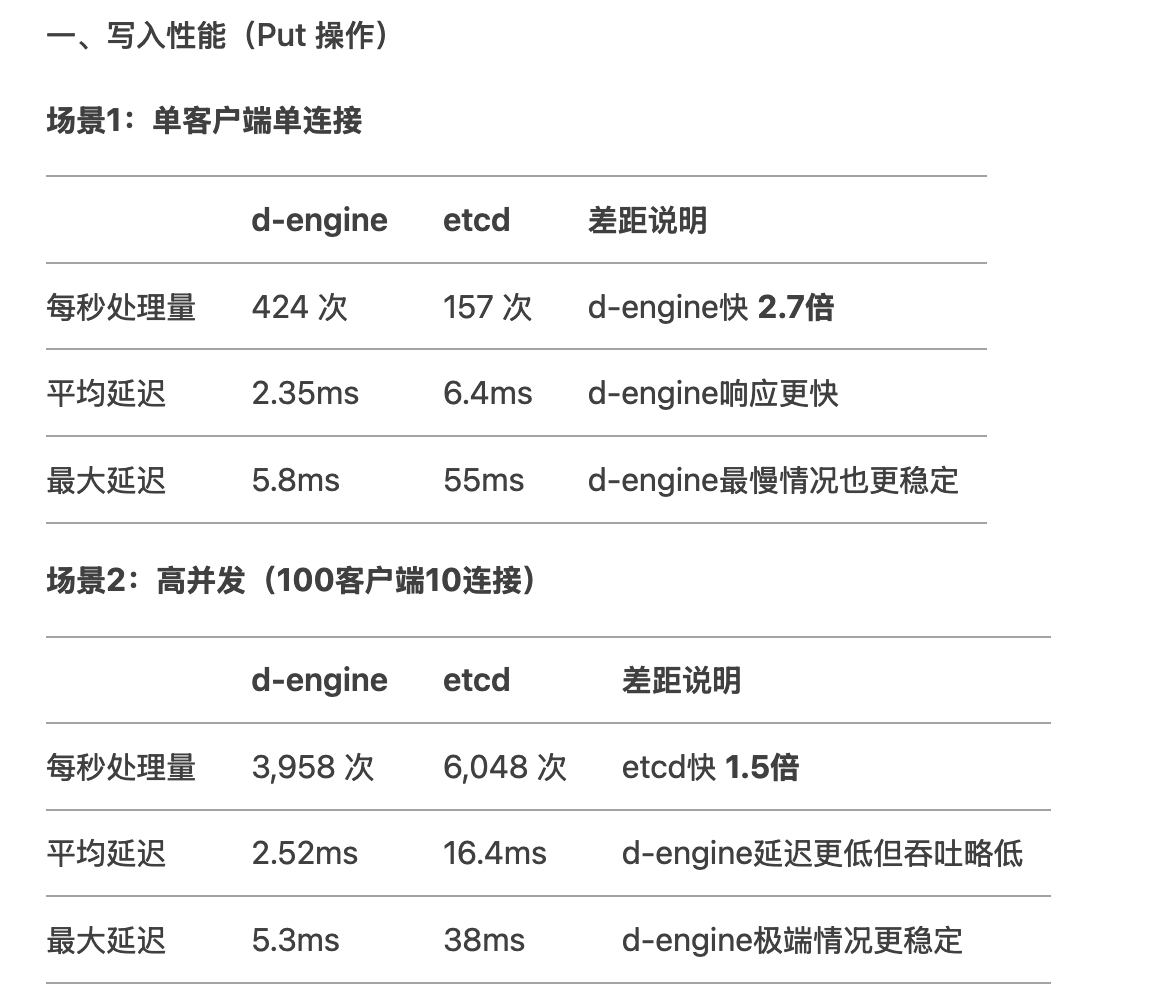 一、写入性能（Put 操作）
场景1：单客户端单连接
d-engine etcd 差距说明
每秒处理量 424 次 157 次 d-engine快 2.7倍
平均延迟 2.35ms 6.4ms d-engine响应更快
最大延迟 5.8ms 55ms d-engine最慢情况也更稳定
场景2：高并发（100客户端10连接）
d-engine etcd 差距说明
每秒处理量 3,958 次 6,048 次 etcd快 1.5倍
平均延迟 2.52ms 16.4ms d-engine延迟更低但吞吐略低
最大延迟 5.3ms 38ms d-engine极端情况更稳定